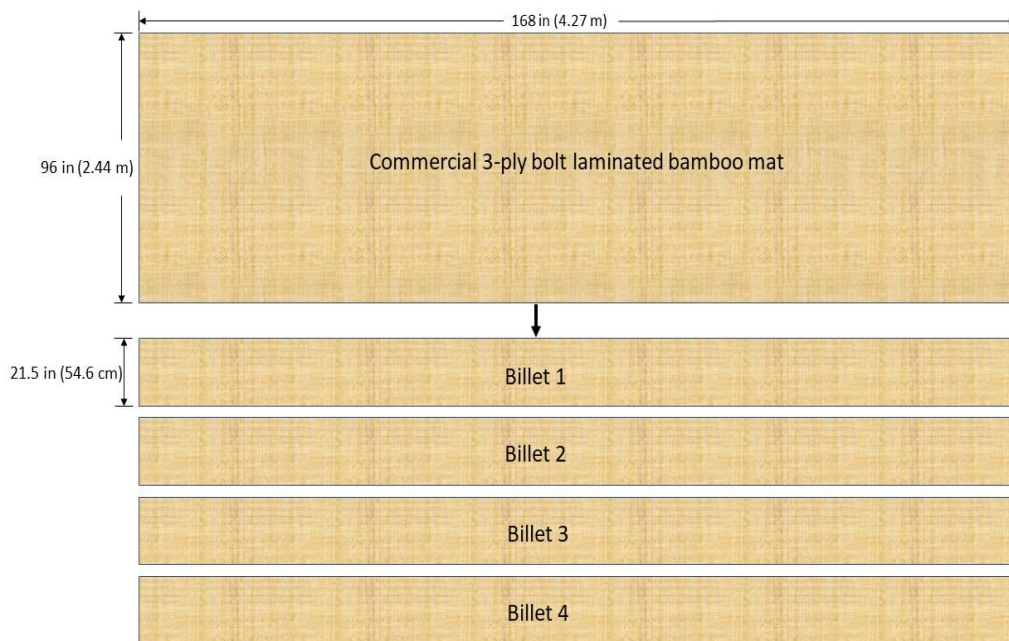 168 in (4.27 m)
96 in (2.44 m)
Commercial 3-ply bolt laminated bamboo mat
21.5 in (54.6 cm)
Billet 1
Billet 2
Billet 3
Billet 4